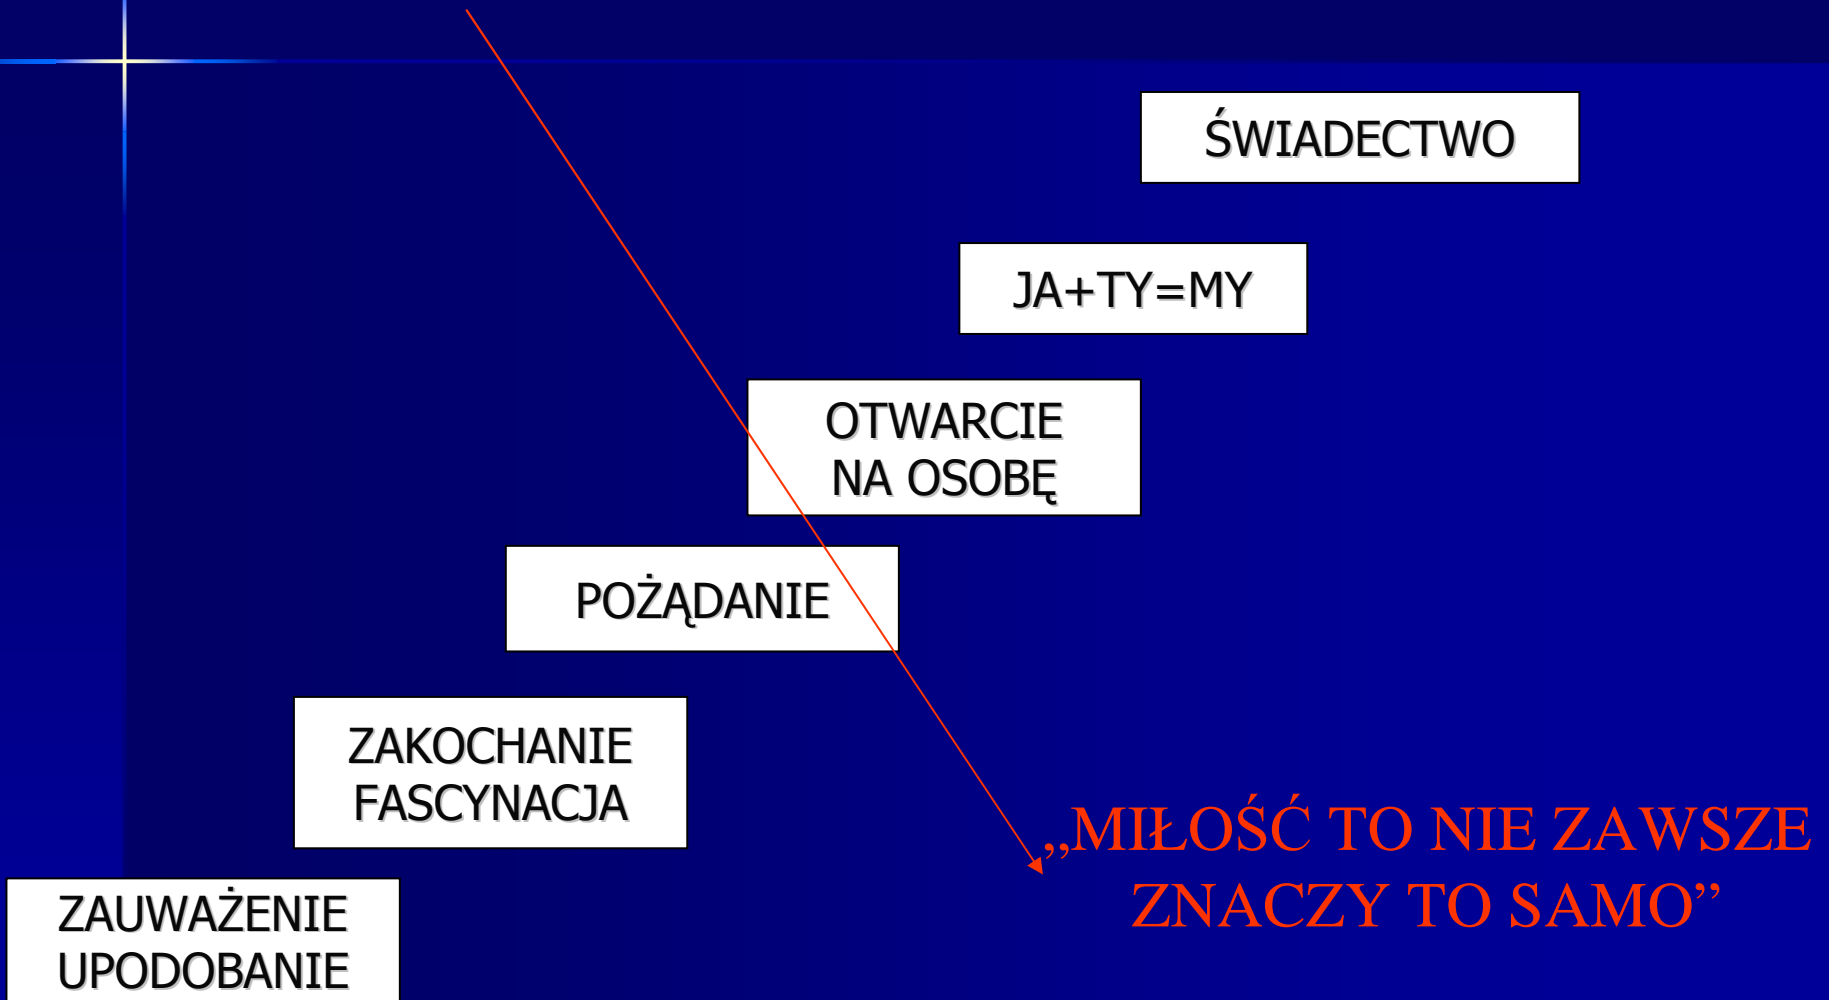 ŚWIADECTWO
JA+TY=MY
OTWARCIE
NA OSOBĘ
POŻĄDANIE
ZAKOCHANIE
FASCYNACJA
ZAUWAŻENIE
UPODOBANIE
„MIŁOŚĆ TO NIE ZAWSZE
ZNACZY TO SAMO”